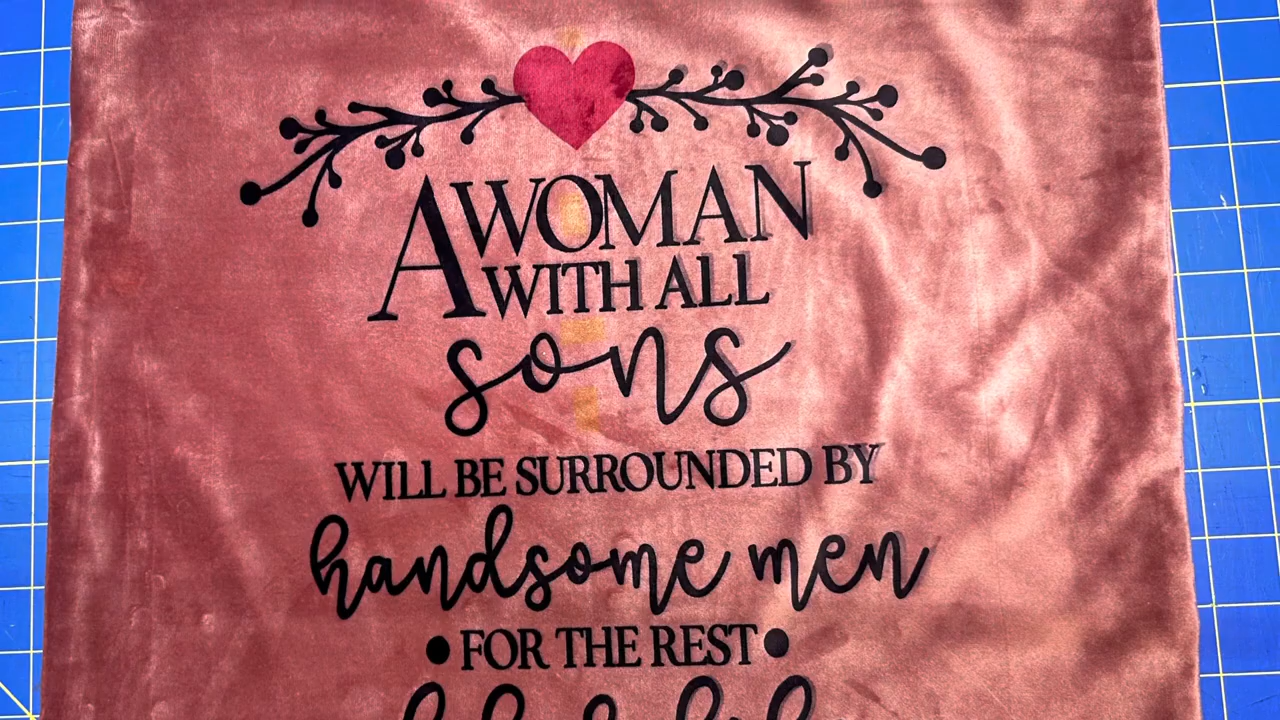 A WOMAN
WITH ALL
sons
WILL BE SURROUNDED BY
handsome men
• FOR THE REST •